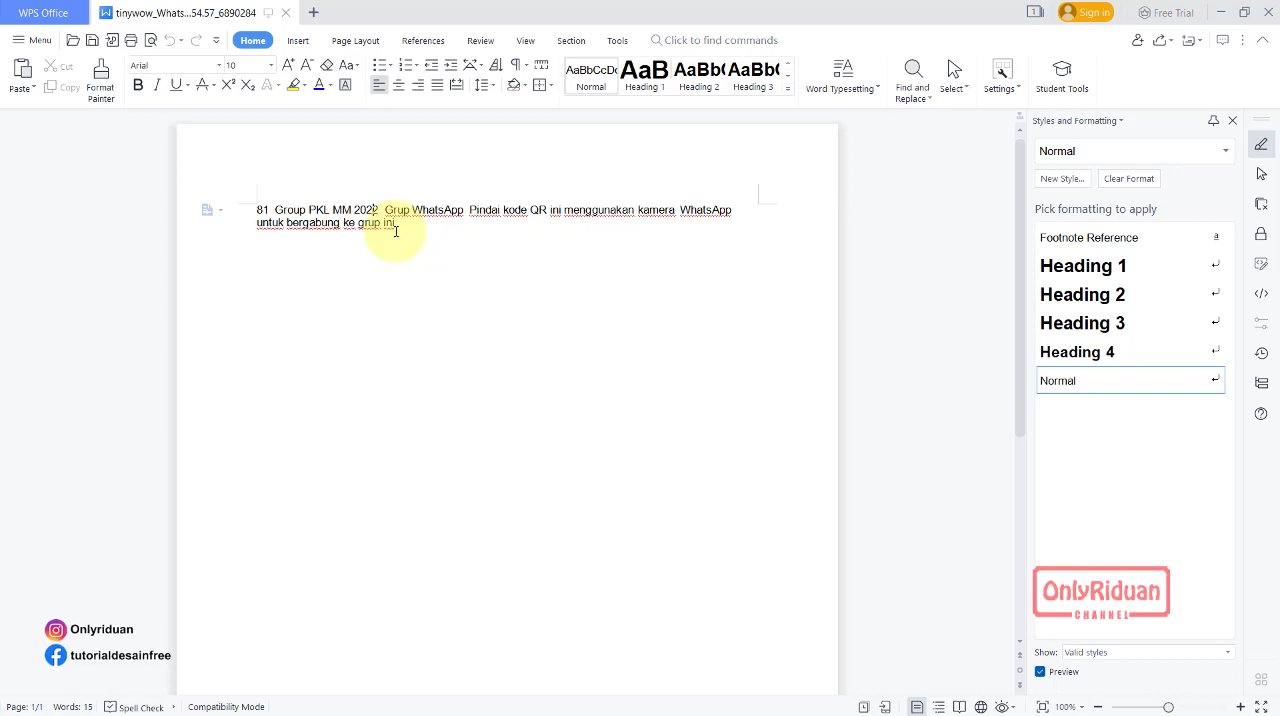 WPS Office
tinywow_Whats...54.57_6890284
Sign in
Free Trial
Menu
Home
Insert
Page Layout
References
Review
View
Section
Tools
Click to find commands
Paste
Cut
Copy
Format
Painter
Arial
10
AaBbCcDd
Normal
AaB
Heading 1
AaBb(
Heading 2
AaBb(
Heading 3
Word Typesetting
Find and
Replace
Select
Settings
Student Tools
81 Group PKL MM 2022 Grup WhatsApp Pindai kode QR ini menggunakan kamera WhatsApp
untuk bergabung ke grup ini
Styles and Formatting
Normal
New Style...
Clear Format
Pick formatting to apply
Footnote Reference a
Heading 1
Heading 2
Heading 3
Heading 4
Normal
OnlyRiduan
CHANNEL
Show: Valid styles
Preview
Onlyriduan
tutorialdesainfree
Page: 1/1
Words: 15
Spell Check
Compatibility Mode
100%